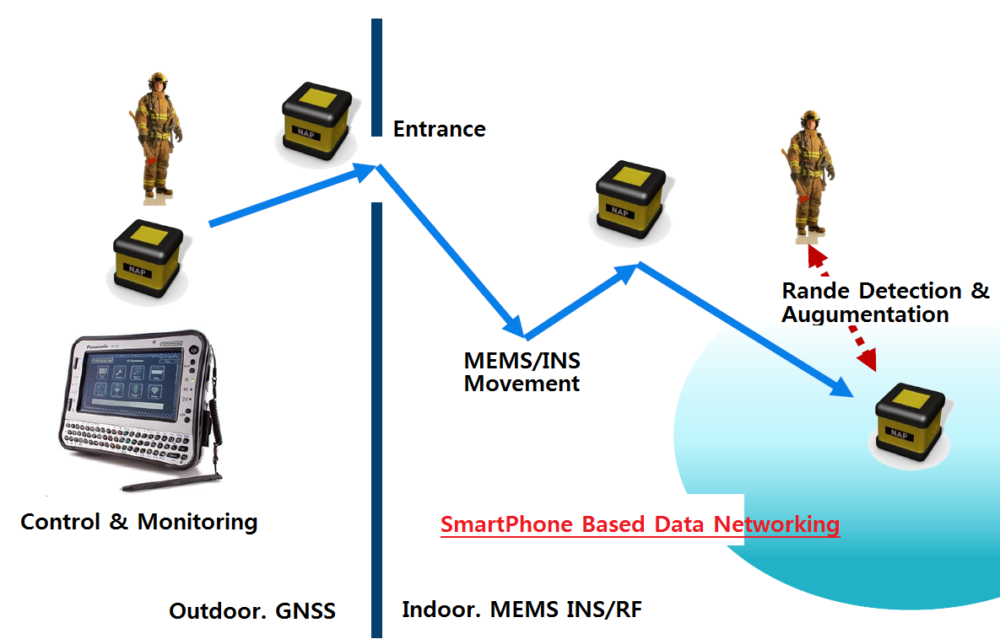 NAP
Entrance
NAP
NAP
Rande Detection &
Augumentation
MEMS/INS
Movement
Panasonic
NAP
Control & Monitoring
SmartPhone Based Data Networking
Outdoor. GNSS
Indoor. MEMS INS/RF